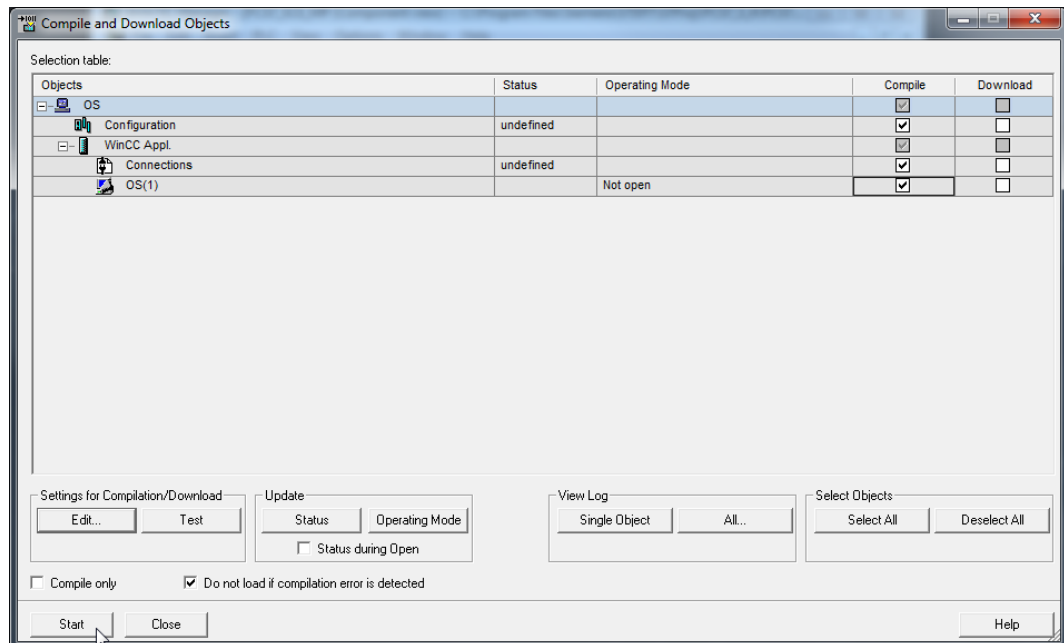 Compile and Download Objects
Selection table:
Objects Status Operating Mode Compile Download
OS
Configuration undefined
WinCC Appl.
Connections undefined
OS(1) Not open
Settings for Compilation/Download Update View Log Select Objects
Edit... Test Status Operating Mode Single Object All... Select All Deselect All
Status during Open
Compile only Do not load if compilation error is detected
Start Close Help